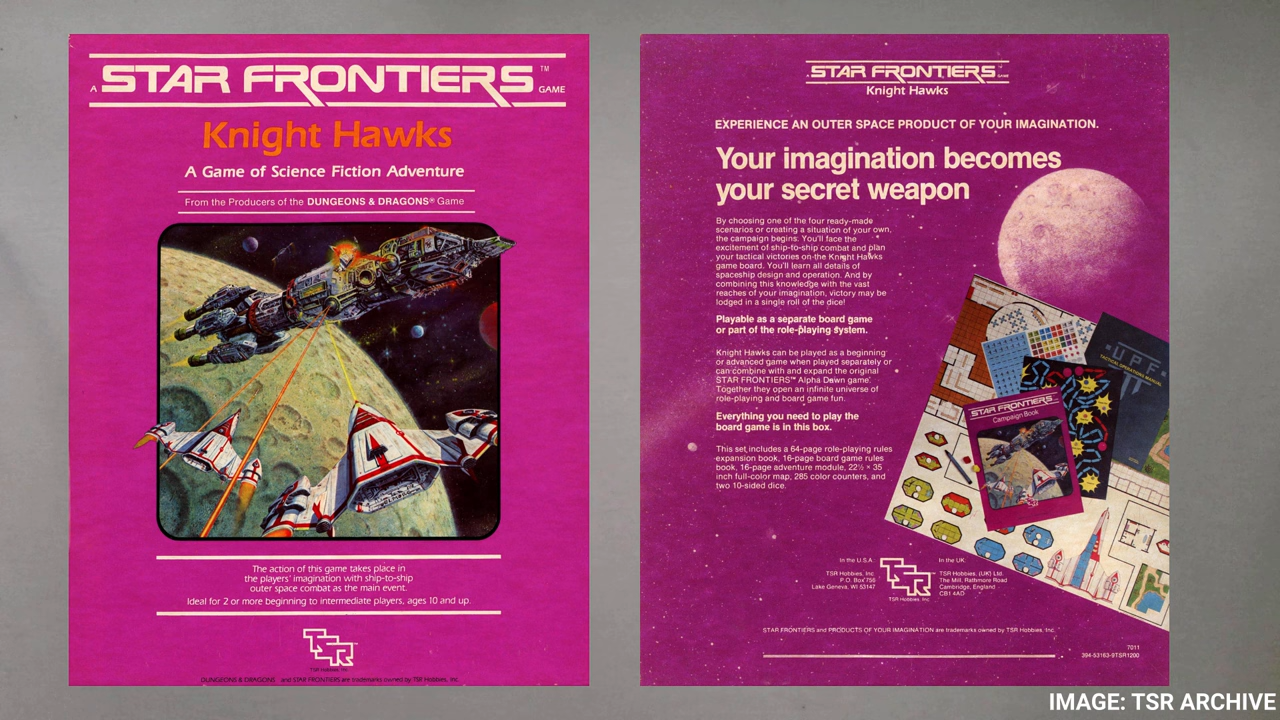 A STAR FRONTIERS™ GAME
Knight Hawks
A Game of Science Fiction Adventure
From the Producers of the DUNGEONS & DRAGONS® Game
The action of this game takes place in
the players' imagination with ship-to-ship
outer space combat as the main event.
Ideal for 2 or more beginning to intermediate players, ages 10 and up.
TSR
TSR Hobbies, Inc.
DUNGEONS & DRAGONS and STAR FRONTIERS are trademarks owned by TSR Hobbies, Inc.
A STAR FRONTIERS™ GAME
Knight Hawks
EXPERIENCE AN OUTER SPACE PRODUCT OF YOUR IMAGINATION.
Your imagination becomes
your secret weapon
By choosing one of the four ready-made
scenarios or creating a situation of your own,
the campaign begins. You'll face the
excitement of ship-to-ship combat and plan
your tactical victories on the Knight Hawks
game board. You'll learn all details of
spaceship design and operation. And by
combining this knowledge with the vast
reaches of your imagination, victory may be
lodged in a single roll of the dice!
Playable as a separate board game
or part of the role-playing system.
Knight Hawks can be played as a beginning
or advanced game when played separately or
can combine with and expand the original
STAR FRONTIERS™ Alpha Dawn game.
Together they open an infinite universe of
role-playing and board game fun.
Everything you need to play the
board game is in this box.
This set includes a 64-page role-playing rules
expansion book, 16-page board game rules
book, 16-page adventure module, 22½ × 35
inch full-color map, 285 color counters, and
two 10-sided dice.
UPF
TACTICAL OPERATIONS MANUAL
STAR FRONTIERS
Campaign Book
In the U.S.A.:
TSR Hobbies, Inc.
P.O. Box 756
Lake Geneva, WI 53147
TSR
TSR Hobbies, Inc.
In the UK:
TSR Hobbies, (UK) Ltd.
The Mill, Rathmore Road
Cambridge, England
CB1 4AD
STAR FRONTIERS and PRODUCTS OF YOUR IMAGINATION are trademarks owned by TSR Hobbies, Inc.
7011
394-53163-9TSR1200
IMAGE: TSR ARCHIVE